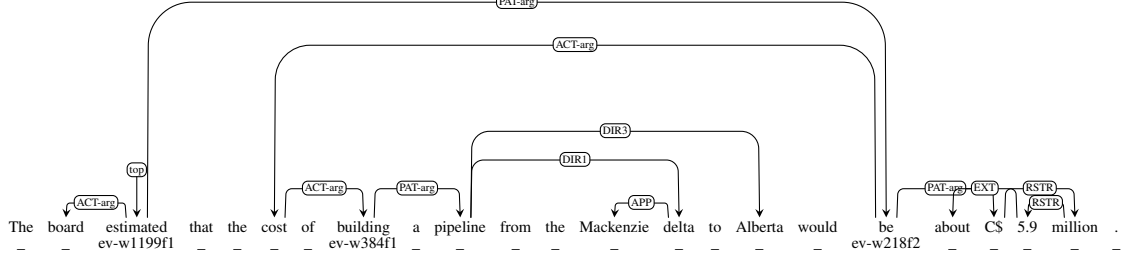 PAT-arg
ACT-arg
DIR3
DIR1
top
ACT-arg ACT-arg PAT-arg APP PAT-arg EXT RSTR
RSTR
The board estimated that the cost of building a pipeline from the Mackenzie delta to Alberta would be about C$ 5.9 million .
_ _ ev-w1199f1 _ _ _ _ ev-w384f1 _ _ _ _ _ _ _ _ _ ev-w218f2 _ _ _ _ _